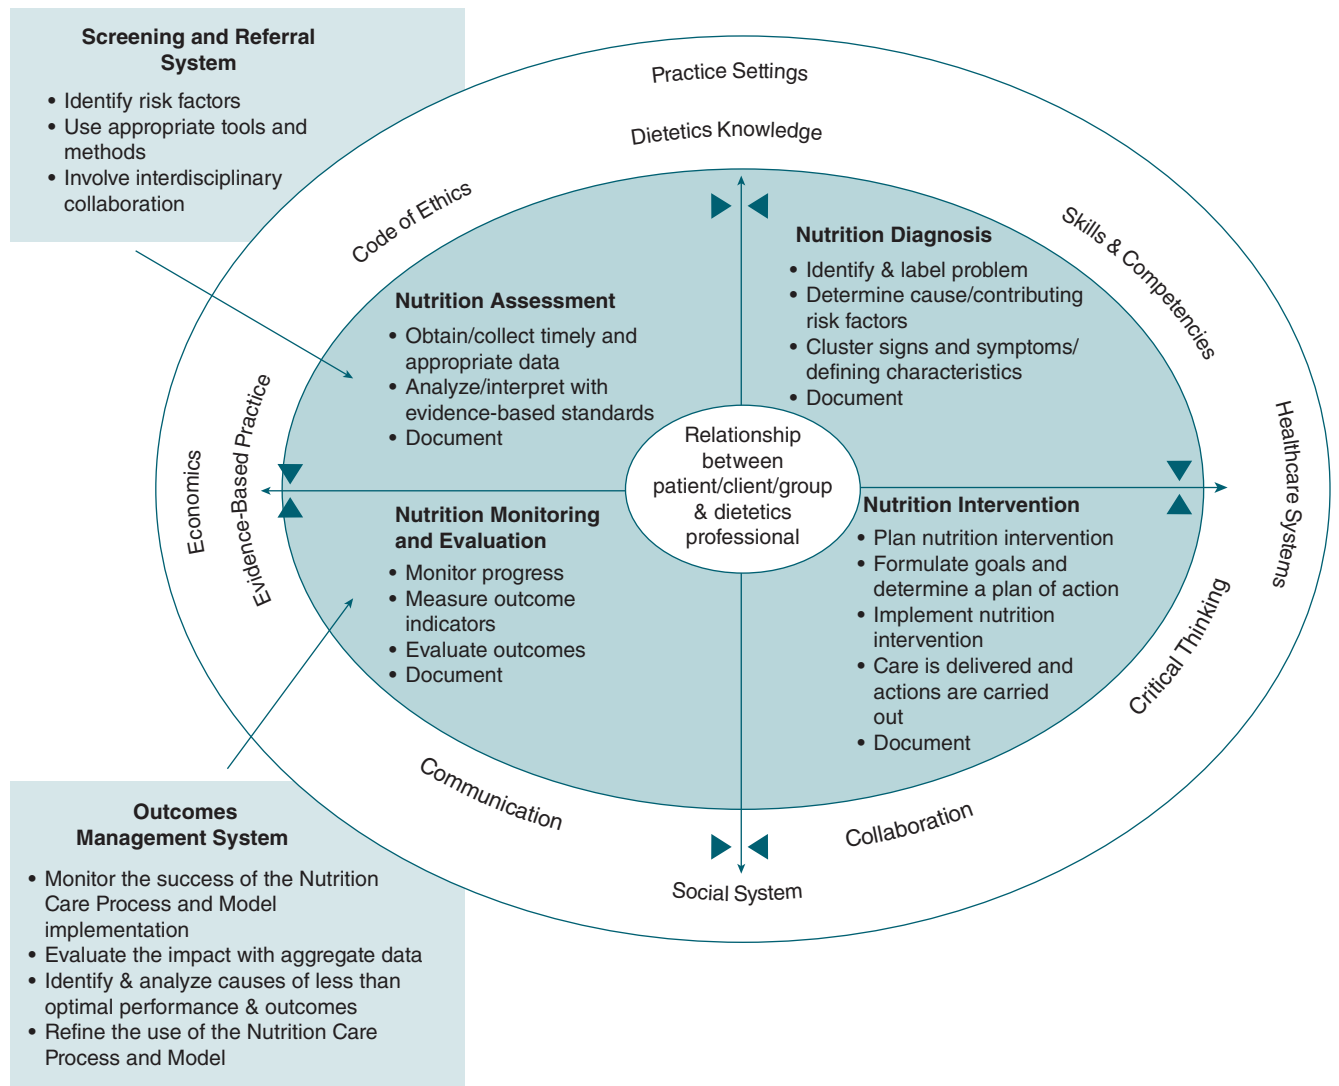 Screening and Referral
System
• Identify risk factors
• Use appropriate tools and
methods
• Involve interdisciplinary
collaboration
Practice Settings
Dietetics Knowledge
Code of Ethics
Skills & Competencies
Nutrition Assessment
• Obtain/collect timely and
appropriate data
• Analyze/interpret with
evidence-based standards
• Document
Nutrition Diagnosis
• Identify & label problem
• Determine cause/contributing
risk factors
• Cluster signs and symptoms/
defining characteristics
• Document
Economics
Evidence-Based Practice
Relationship
between
patient/client/group
& dietetics
professional
Healthcare Systems
Nutrition Monitoring
and Evaluation
• Monitor progress
• Measure outcome
indicators
• Evaluate outcomes
• Document
Nutrition Intervention
• Plan nutrition intervention
• Formulate goals and
determine a plan of action
• Implement nutrition
intervention
• Care is delivered and
actions are carried
out
• Document
Critical Thinking
Communication
Collaboration
Social System
Outcomes
Management System
• Monitor the success of the Nutrition
Care Process and Model
implementation
• Evaluate the impact with aggregate data
• Identify & analyze causes of less than
optimal performance & outcomes
• Refine the use of the Nutrition Care
Process and Model